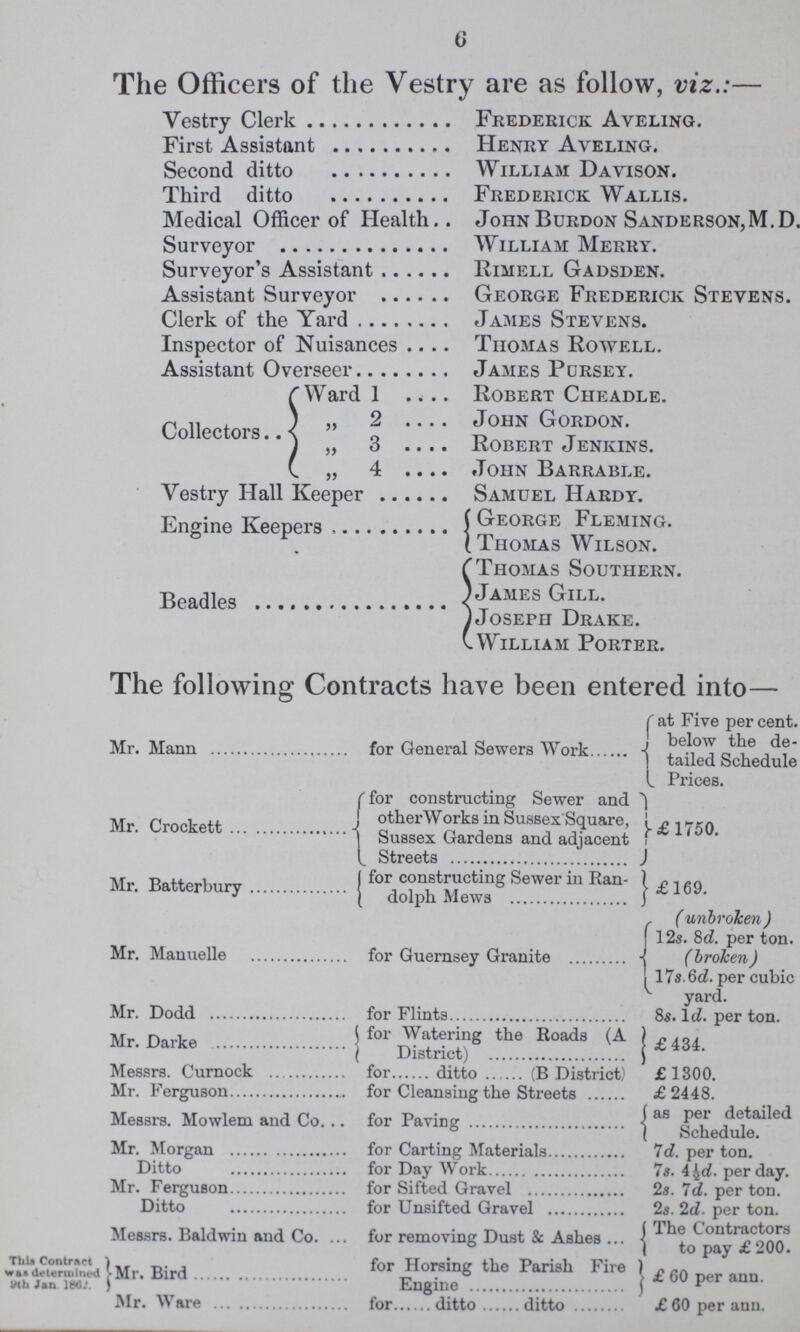 6
The Officers of the Vestry are as follow, viz.:—
Vestry Clerk ............ Frederick Aveling.
First Assistant .......... Henry Aveling.
Second ditto .......... William Davison.
Third ditto .......... Frederick Wallis.
Medical Officer of Health.. John Burdon Sanderson, M.D.
Surveyor .............. William Merry.
Surveyor's Assistant ...... Rimell Gadsden.
Assistant Surveyor ...... George Frederick Stevens.
Clerk of the Yard ........ James Stevens.
Inspector of Nuisances .... Thomas Rowell.
Assistant Overseer........ James Pursey.
Collectors.. { Ward 1 .... Robert Cheadle.
„ 2 .... John Gordon.
„ 3 .... Robert Jenkins.
„ 4 .... John Barrable.
Vestry Hall Keeper ...... Samuel Hardy.
Engine Keepers .......... { George Fleming.
Thomas Wilson.
Beadles ................. { Thomas Southern.
James Gill.
Joseph Drake.
William Porter.
The following Contracts have been entered into—
Mr. Mann ..................... for General Sewers Work...... { at Five per cent.
below the de-
tailed Schedule
Prices.
Mr. Crockett ................ { for constructing Sewer and
other Works in Sussex Square,
Sussex Gardens and adjacent
Streets ........................... } £1750.
Mr. Batterbury ............... { for constructing Sewer in Ran-
dolph Mews .................. } £169.
Mr. Manuelle ............... for Guernsey Granite ......... { (unbroken)
12s. 8d. per ton.
(broken)
17s. 6d. per cubic
yard.
Mr. Dodd ..................... for Flints........................... 8s. 1d. per ton.
Mr. Darke .................... { for Watering the Roads (A
District) ..................... } £434.
Messrs. Curnock ............ for...... ditto ...... (B District) £1300.
Mr. Ferguson.................. for Cleansing the Streets ...... £2448.
Messrs. Mowlem and Co. .. for Paving ........................ { as per detailed
Schedule.
Mr. Morgan .................. for Carting Materials............ 7d. per ton.
Ditto .................. for Day Work..................... 7s. 4½d. per day.
Mr. Ferguson.................. for Sifted Gravel ............... 2s. 7d. per ton.
Ditto .................. for Unsifted Gravel ............ 2s. 2d. per ton.
Messrs. Baldwin and Co. ... for removing Dust & Ashes ... { The Contractors
to pay £200.
This Contract
was determined
9th Jan 1862. } Mr. Bird ........................ for Horsing the Parish Fire
Engine ........................ } £60 per ann.
Mr. Ware ..................... for...... ditto ...... ditto ......... £60 per ann.